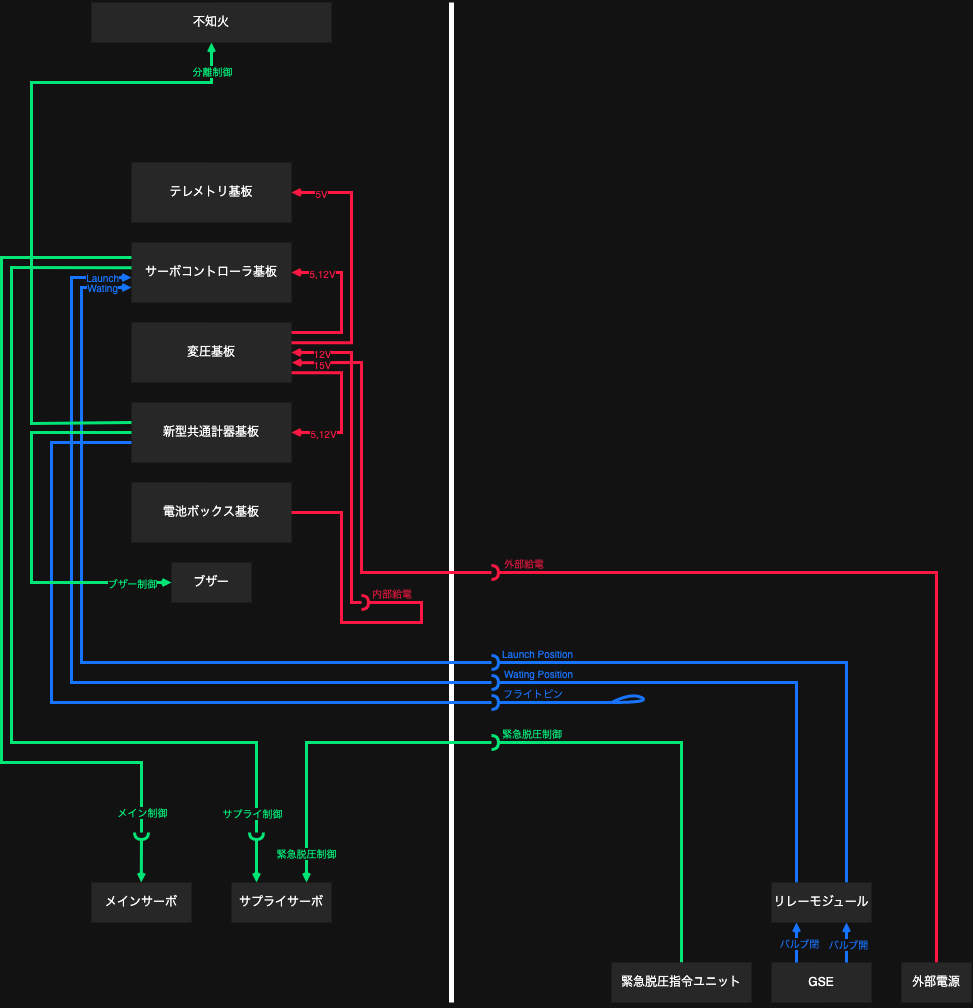 不知火
分離制御
テレメトリ基板
5V
サーボコントローラ基板
5,12V
Launch
Wating
変圧基板
12V
15V
新型共通計器基板
5,12V
電池ボックス基板
外部給電
ブザー
ブザー制御
内部給電
Launch Position
Wating Position
フライトピン
緊急脱圧制御
メイン制御
サプライ制御
緊急脱圧制御
メインサーボ
サプライサーボ
リレーモジュール
バルブ閉
バルブ開
緊急脱圧指令ユニット
GSE
外部電源